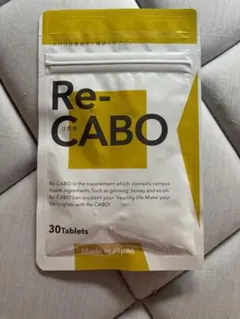 Re-
CABO
リカボ
Re-CABO is the supplement which contains various
foods ingredients.Such as ginseng ,honey and so on.
Re-CABO can support your healthy life.Make your
life brighter with Re-CABO!
30Tablets
Made in Japan